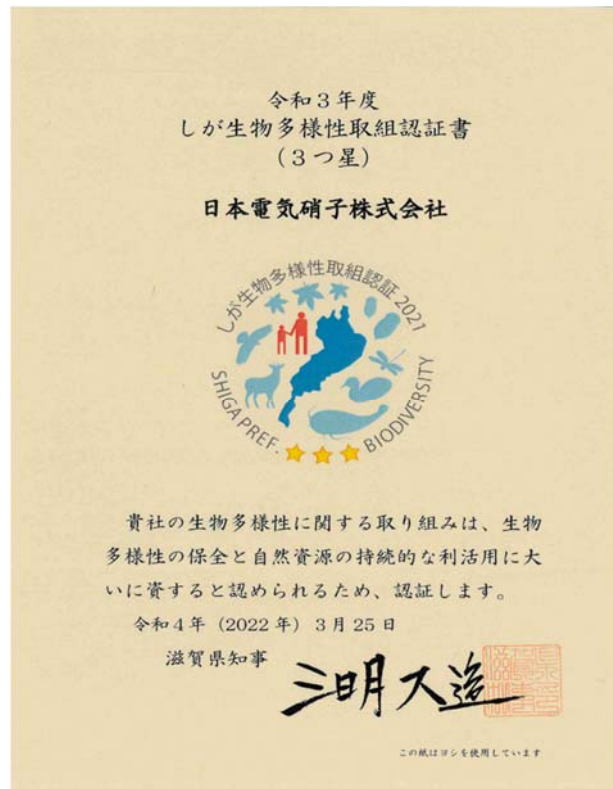 令和3年度
しが生物多様性取組認証書
(3つ星)
日本電気硝子株式会社
しが生物多様性取組認証 2021
SHIGA PREF.
BIODIVERSITY
貴社の生物多様性に関する取り組みは、生物
多様性の保全と自然資源の持続的な利活用に大
いに資すると認められるため、認証します。
令和4年(2022年)3月25日
滋賀県知事
三日月大造
この紙はヨシを使用しています